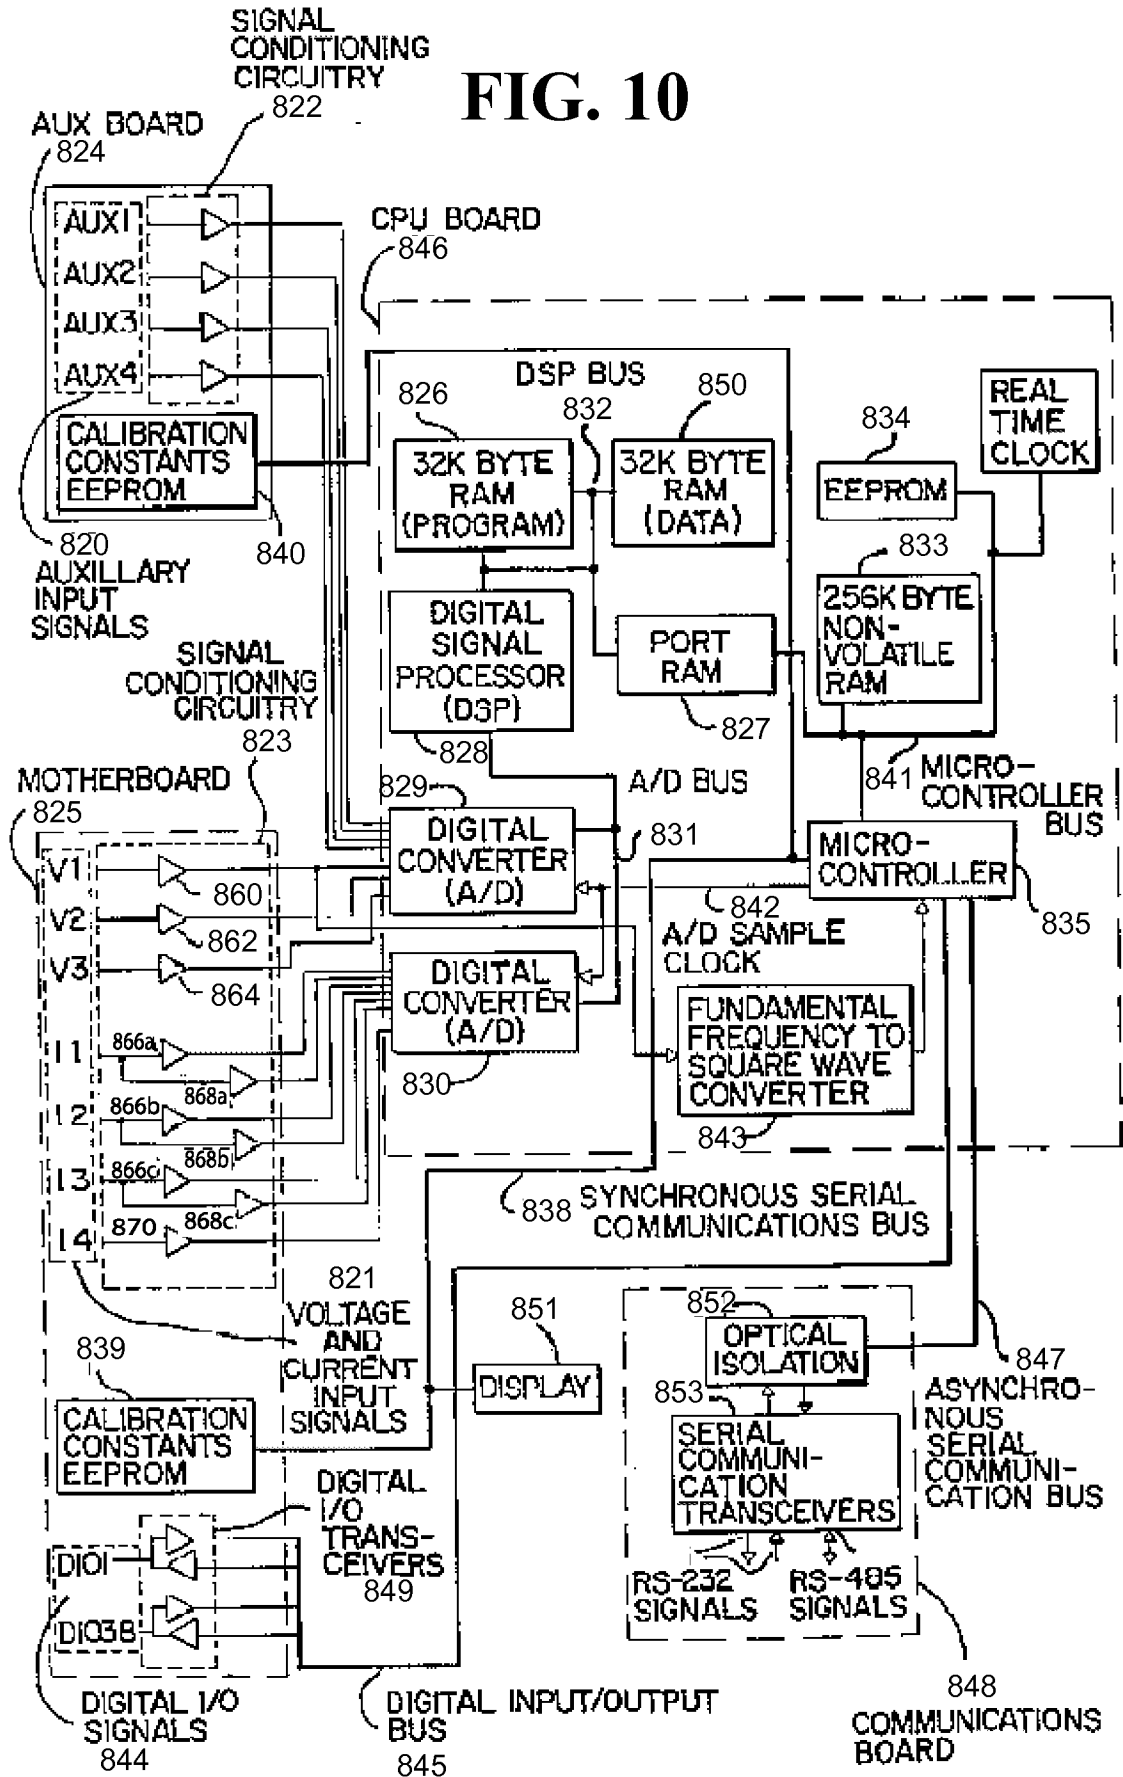 SIGNAL
CONDITIONING
CIRCUITRY
822
FIG. 10
AUX BOARD
824
AUX1
AUX2
AUX3
AUX4
CALIBRATION
CONSTANTS
EEPROM
820
840
AUXILLARY
INPUT
SIGNALS
CPU BOARD
846
DSP BUS
826
832
850
834
REAL
TIME
CLOCK
32K BYTE
RAM
(PROGRAM)
32K BYTE
RAM
(DATA)
EEPROM
833
256K BYTE
NON-
VOLATILE
RAM
DIGITAL
SIGNAL
PROCESSOR
(DSP)
828
PORT
RAM
827
841
MICRO-
CONTROLLER
BUS
SIGNAL
CONDITIONING
CIRCUITRY
823
MOTHERBOARD
825
829
A/D BUS
831
DIGITAL
CONVERTER
(A/D)
MICRO-
CONTROLLER
835
842
A/D SAMPLE
CLOCK
V1
860
V2
862
V3
864
DIGITAL
CONVERTER
(A/D)
830
FUNDAMENTAL
FREQUENCY TO
SQUARE WAVE
CONVERTER
843
I1
866a
868a
I2
866b
868b
I3
866c
868c
I4
870
838
SYNCHRONOUS SERIAL
COMMUNICATIONS BUS
821
VOLTAGE
AND
CURRENT
INPUT
SIGNALS
839
CALIBRATION
CONSTANTS
EEPROM
851
DISPLAY
852
OPTICAL
ISOLATION
853
SERIAL
COMMUNI-
CATION
TRANSCEIVERS
847
ASYNCHRO-
NOUS
SERIAL
COMMUNI-
CATION BUS
DIGITAL
I/O
TRANS-
CEIVERS
849
DIO1
DIO38
RS-232
SIGNALS
RS-485
SIGNALS
848
COMMUNICATIONS
BOARD
DIGITAL I/O
SIGNALS
844
DIGITAL INPUT/OUTPUT
BUS
845